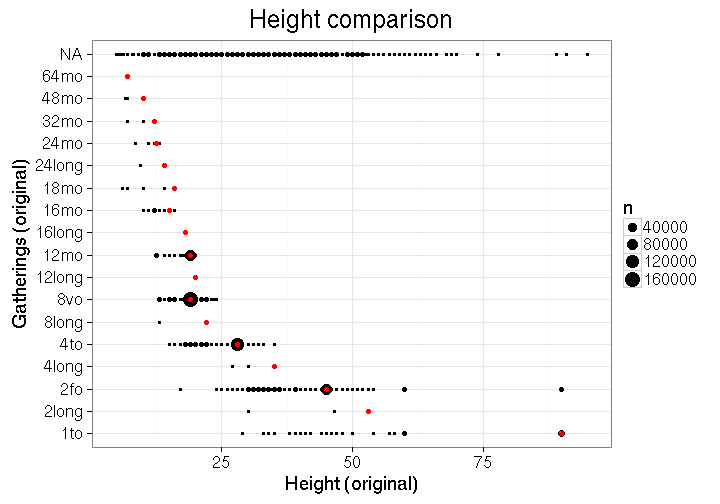 Height comparison
Gatherings (original)
NA
64mo
48mo
32mo
24mo
24long
18mo
16mo
16long
12mo
12long
8vo
8long
4to
4long
2fo
2long
1to
25 50 75
Height (original)
n
40000
80000
120000
160000